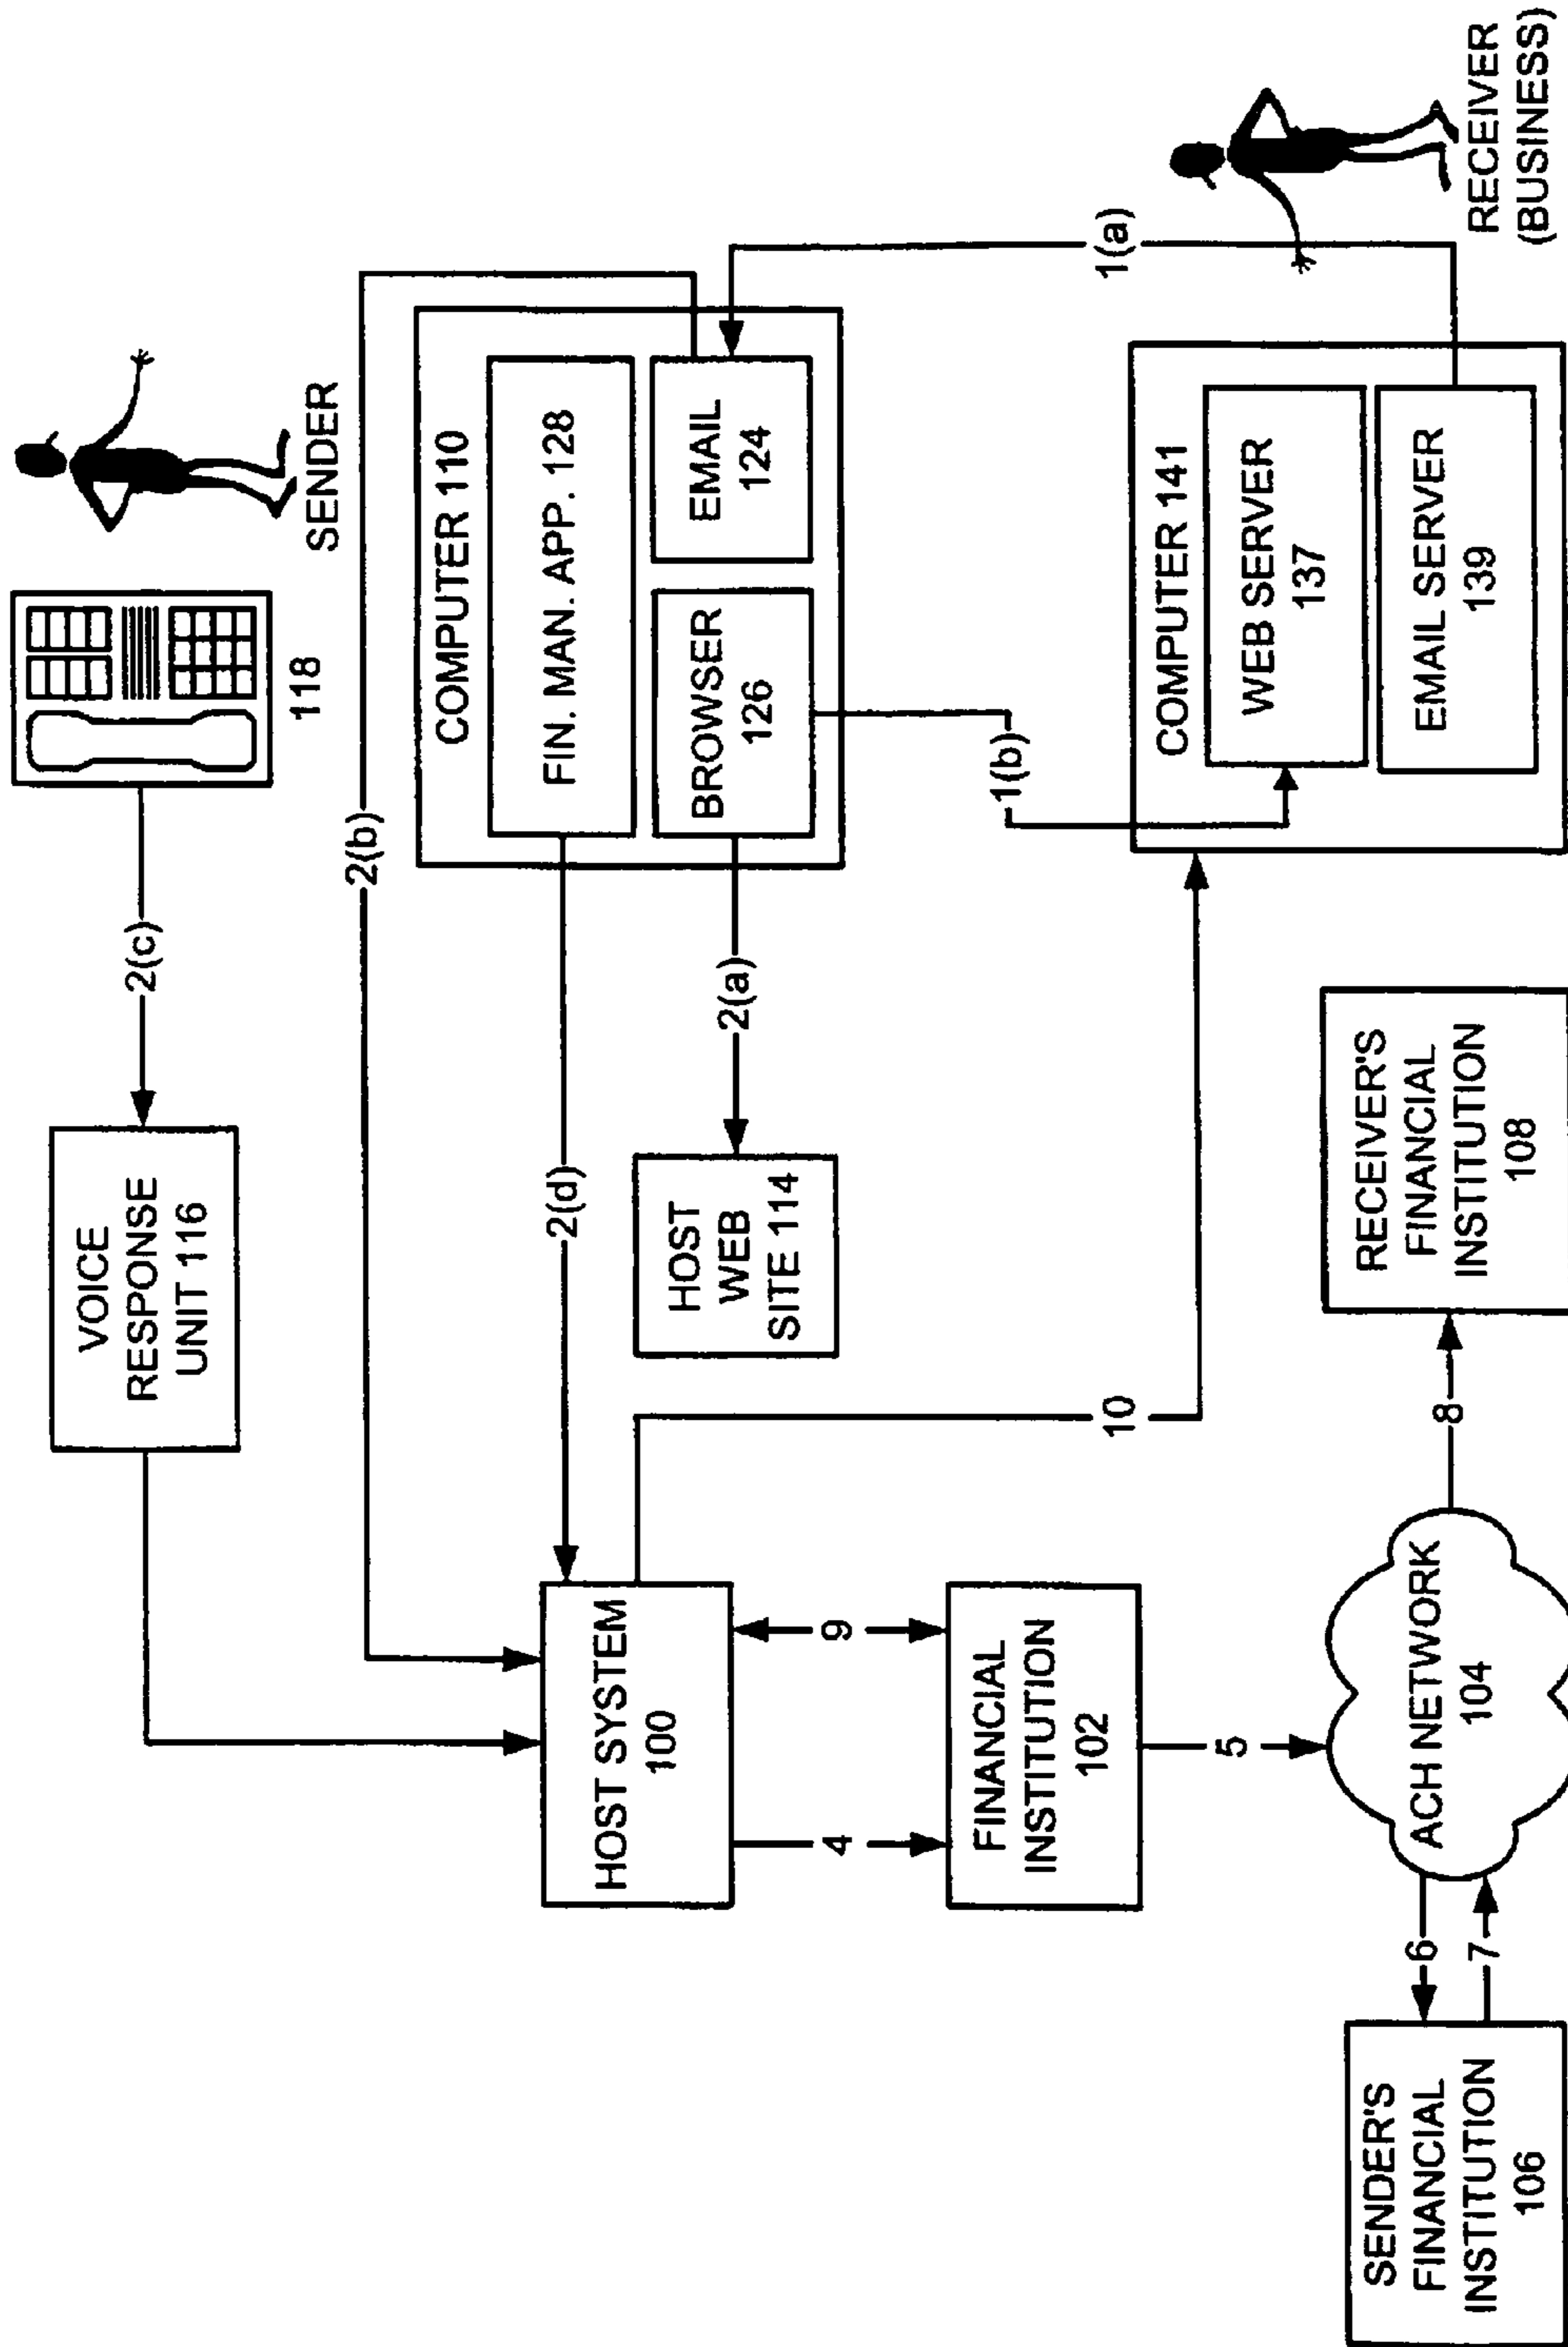 118
SENDER
2(c)
VOICE
RESPONSE
UNIT 116
2(b)
COMPUTER 110
FIN. MAN. APP. 128
BROWSER
126
EMAIL
124
2(d)
2(a)
HOST
WEB
SITE 114
HOST SYSTEM
100
10
1(a)
1(b)
RECEIVER
(BUSINESS)
COMPUTER 141
WEB SERVER
137
EMAIL SERVER
139
4
9
FINANCIAL
INSTITUTION
102
5
ACH NETWORK
104
6
7
8
SENDER'S
FINANCIAL
INSTITUTION
106
RECEIVER'S
FINANCIAL
INSTITUTION
108